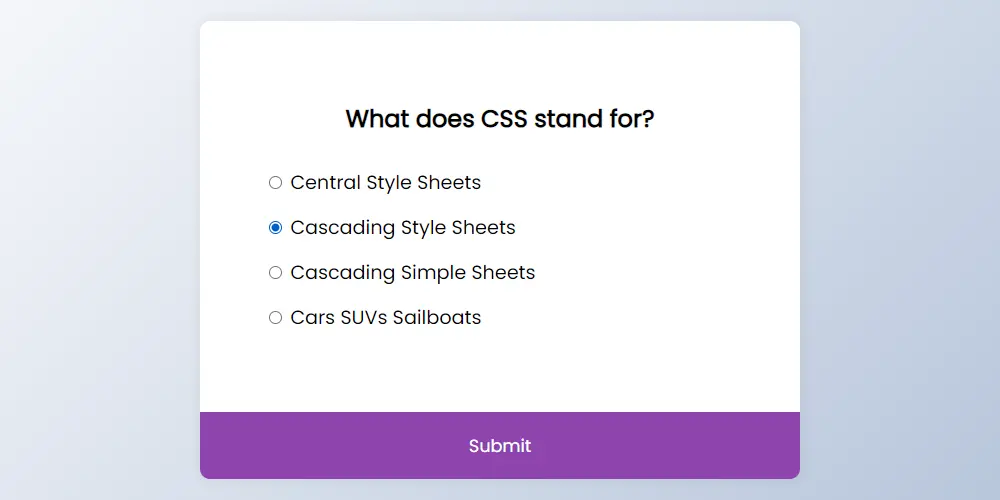 What does CSS stand for?
Central Style Sheets
Cascading Style Sheets
Cascading Simple Sheets
Cars SUVs Sailboats
Submit